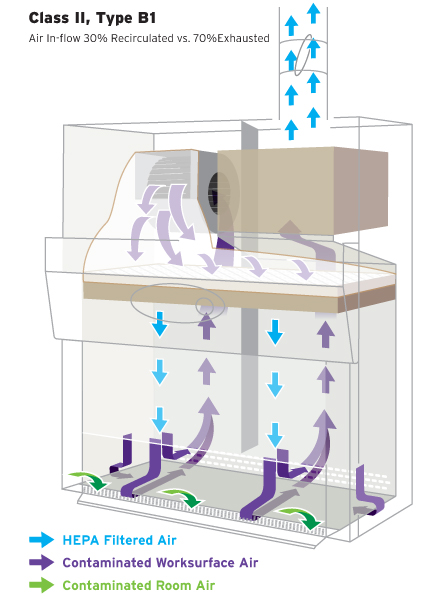 Class II, Type B1
Air In-flow 30% Recirculated vs. 70%Exhausted
HEPA Filtered Air
Contaminated Worksurface Air
Contaminated Room Air